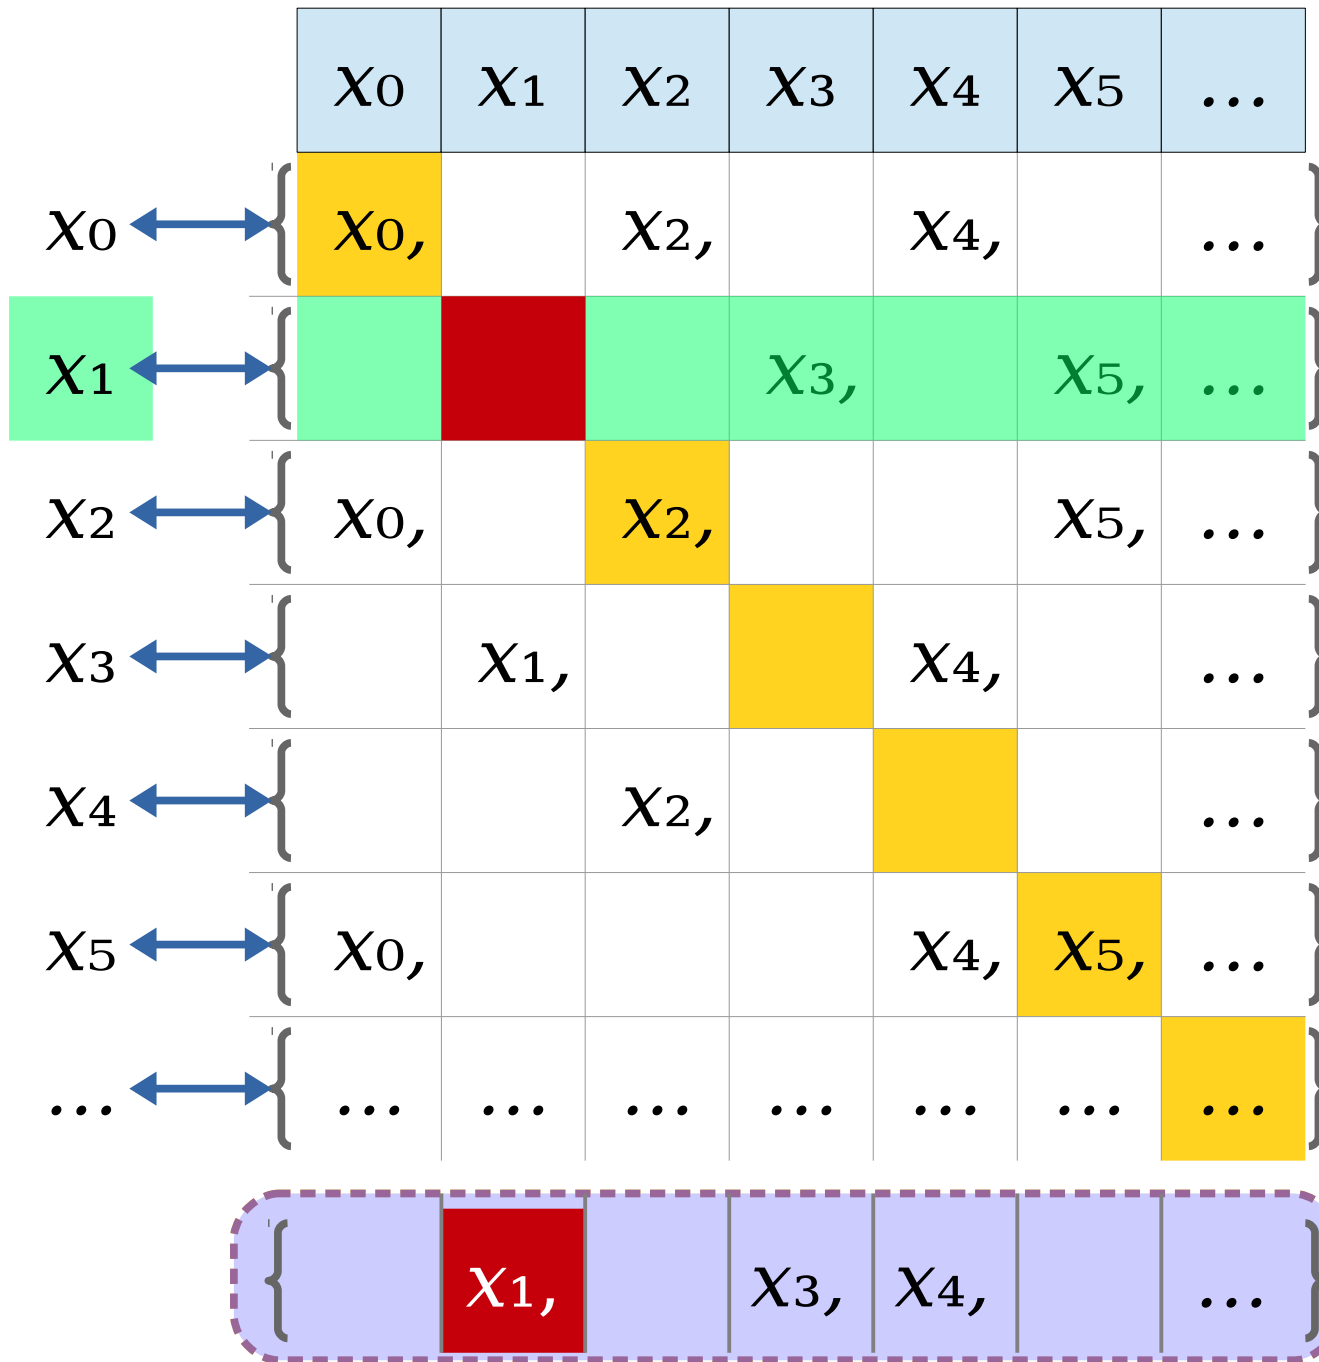 x₀ x₁ x₂ x₃ x₄ x₅ ...
x₀ { x₀, x₂, x₄, ... }
x₁ { x₃, x₅, ... }
x₂ { x₀, x₂, x₅, ... }
x₃ { x₁, x₄, ... }
x₄ { x₂, ... }
x₅ { x₀, x₄, x₅, ... }
... { ... ... ... ... ... ... ... }
{ x₁, x₃, x₄, ... }